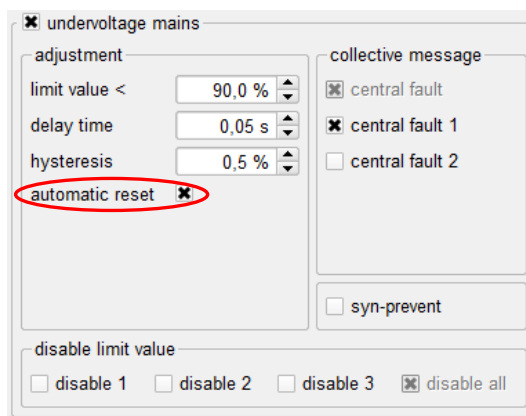 undervoltage mains
adjustment
limit value < 90,0 %
delay time 0,05 s
hysteresis 0,5 %
automatic reset
collective message
central fault
central fault 1
central fault 2
syn-prevent
disable limit value
disable 1 disable 2 disable 3 disable all